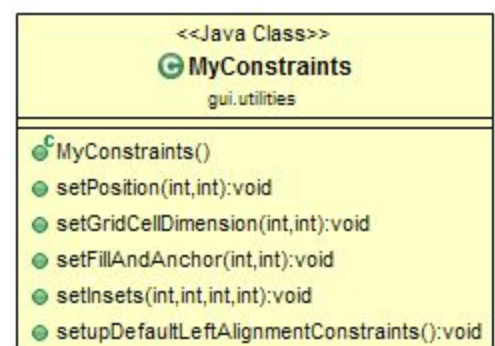 <<Java Class>>
C MyConstraints
gui.utilities
c MyConstraints()
setPosition(int,int):void
setGridCellDimension(int,int):void
setFillAndAnchor(int,int):void
setInsets(int,int,int,int):void
setupDefaultLeftAlignmentConstraints():void